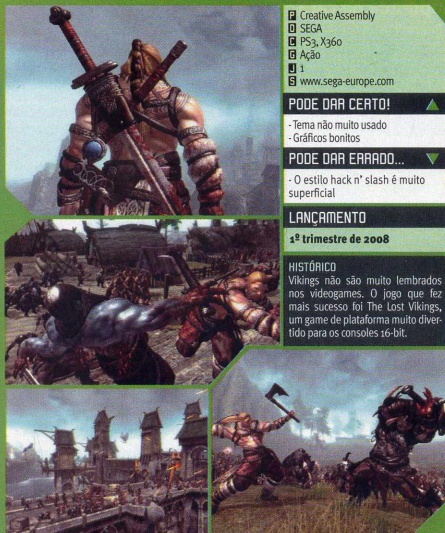 P Creative Assembly
D SEGA
C PS3, X360
G Ação
J 1
S www.sega-europe.com
PODE DAR CERTO!
- Tema não muito usado
- Gráficos bonitos
PODE DAR ERRADO...
- O estilo hack n' slash é muito
superficial
LANÇAMENTO
1º trimestre de 2008
HISTÓRICO
Vikings não são muito lembrados
nos videogames. O jogo que fez
mais sucesso foi The Lost Vikings,
um game de plataforma muito diver-
tido para os consoles 16-bit.